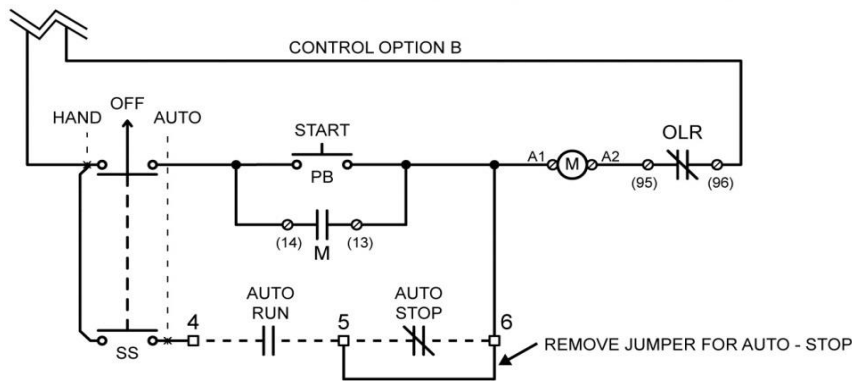 CONTROL OPTION B
OFF
HAND
AUTO
START
PB
OLR
A1
M
A2
(95)
(96)
(14)
M
(13)
AUTO
RUN
AUTO
STOP
4
5
6
SS
REMOVE JUMPER FOR AUTO - STOP